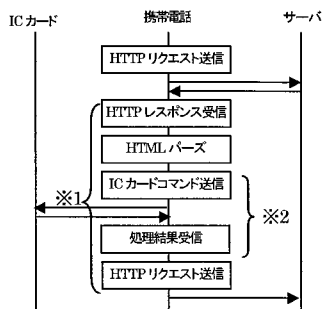 ICカード 携帯電話 サーバ
HTTPリクエスト送信
HTTPレスポンス受信
HTMLパーズ
ICカードコマンド送信
※1 ※2
処理結果受信
HTTPリクエスト送信